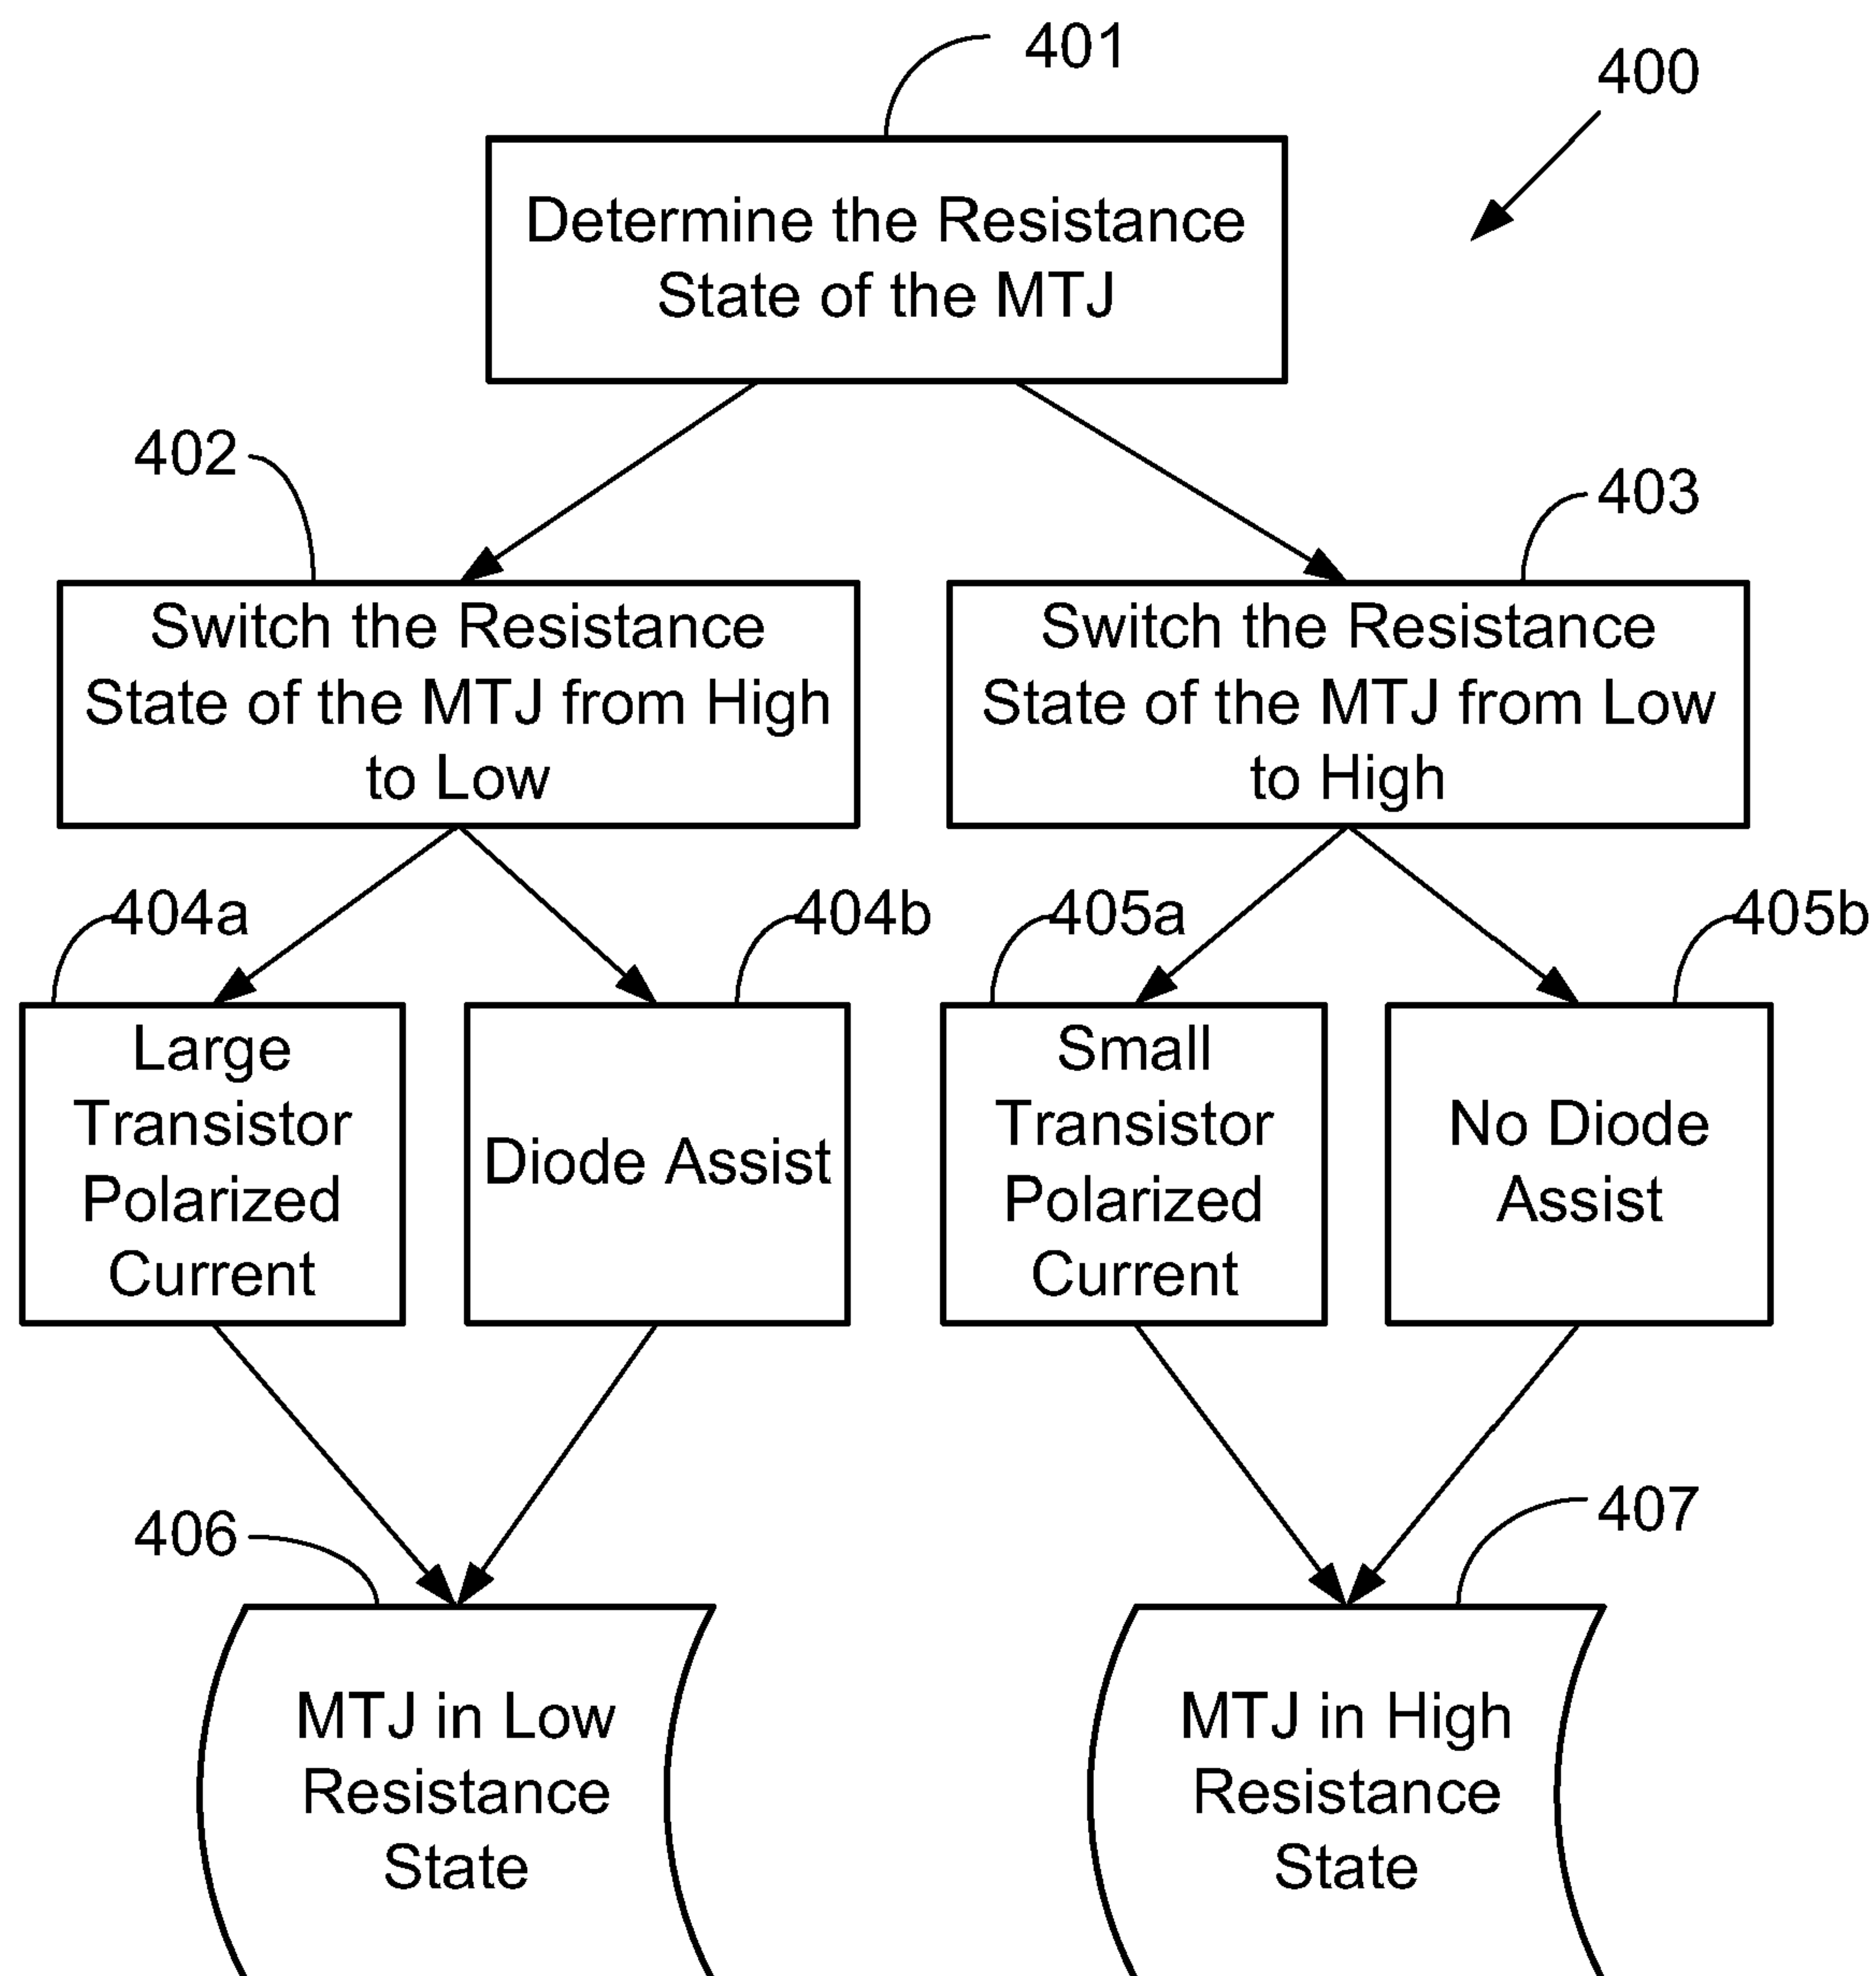 401
400
Determine the Resistance
State of the MTJ
402
403
Switch the Resistance
State of the MTJ from High
to Low
Switch the Resistance
State of the MTJ from Low
to High
404a
404b
405a
405b
Large
Transistor
Polarized
Current
Diode Assist
Small
Transistor
Polarized
Current
No Diode
Assist
406
407
MTJ in Low
Resistance
State
MTJ in High
Resistance
State